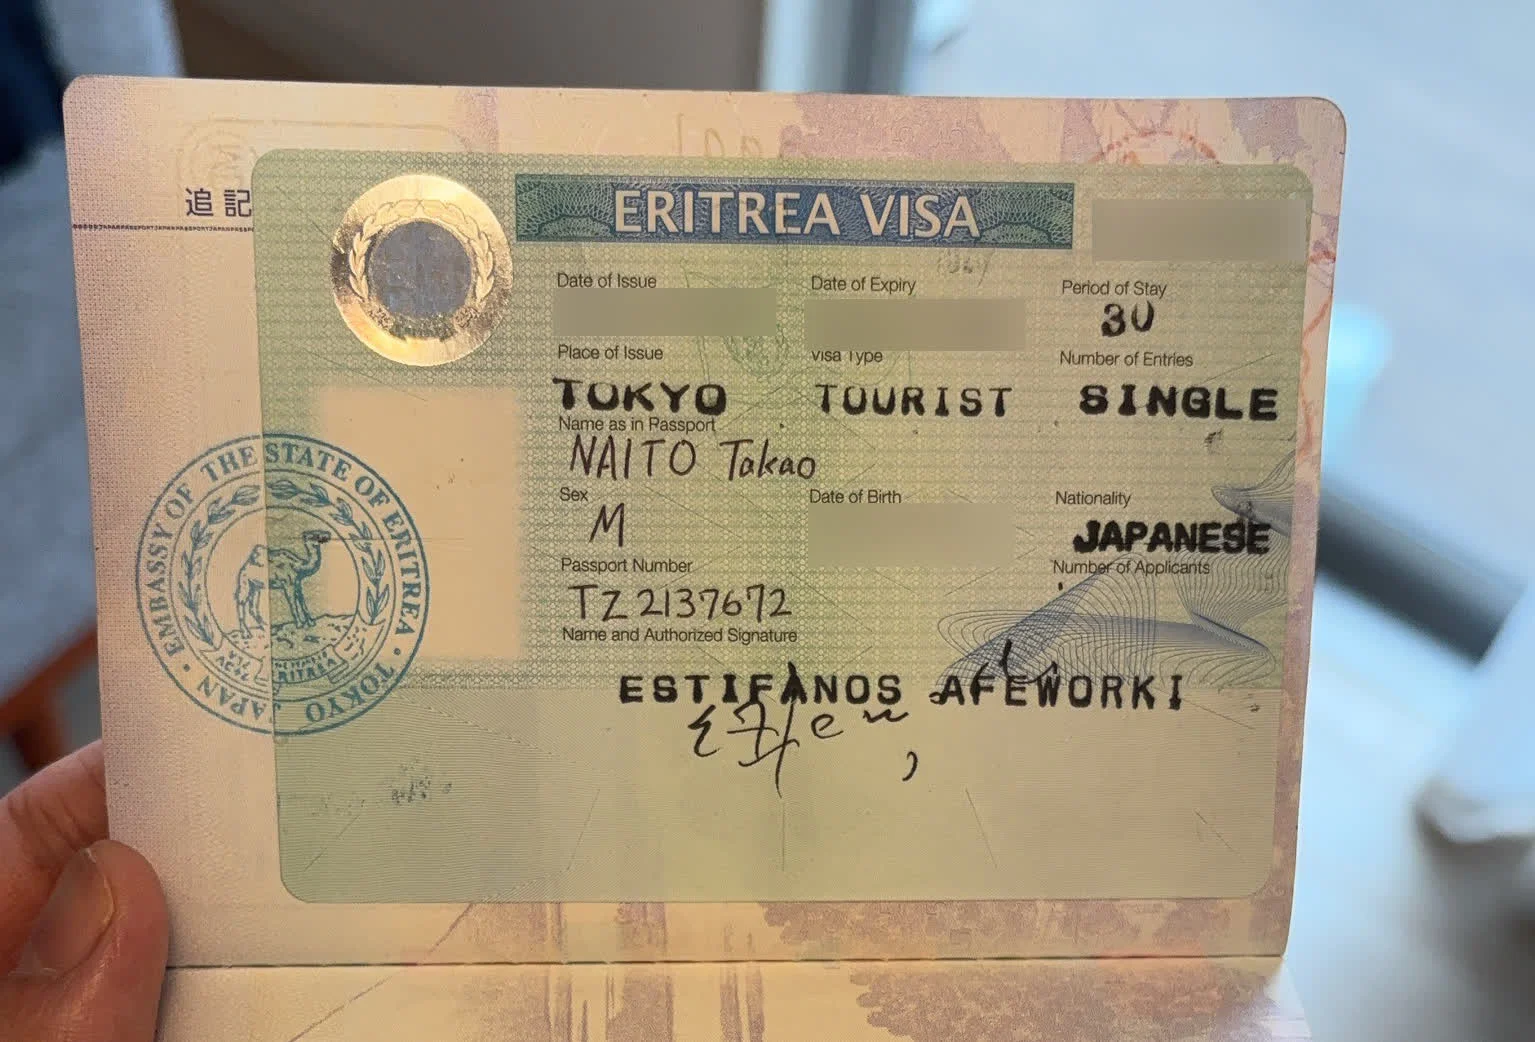 追記
ERITREA VISA
Date of Issue
Date of Expiry
Period of Stay
30
Place of Issue
Visa Type
Number of Entries
TOKYO
TOURIST
SINGLE
Name as in Passport
NAITO Takao
Sex
Date of Birth
Nationality
M
JAPANESE
Passport Number
Number of Applicants
TZ2137672
Name and Authorized Signature
ESTIFANOS AFEWORKI
EMBASSY OF THE STATE OF ERITREA
TOKYO JAPAN